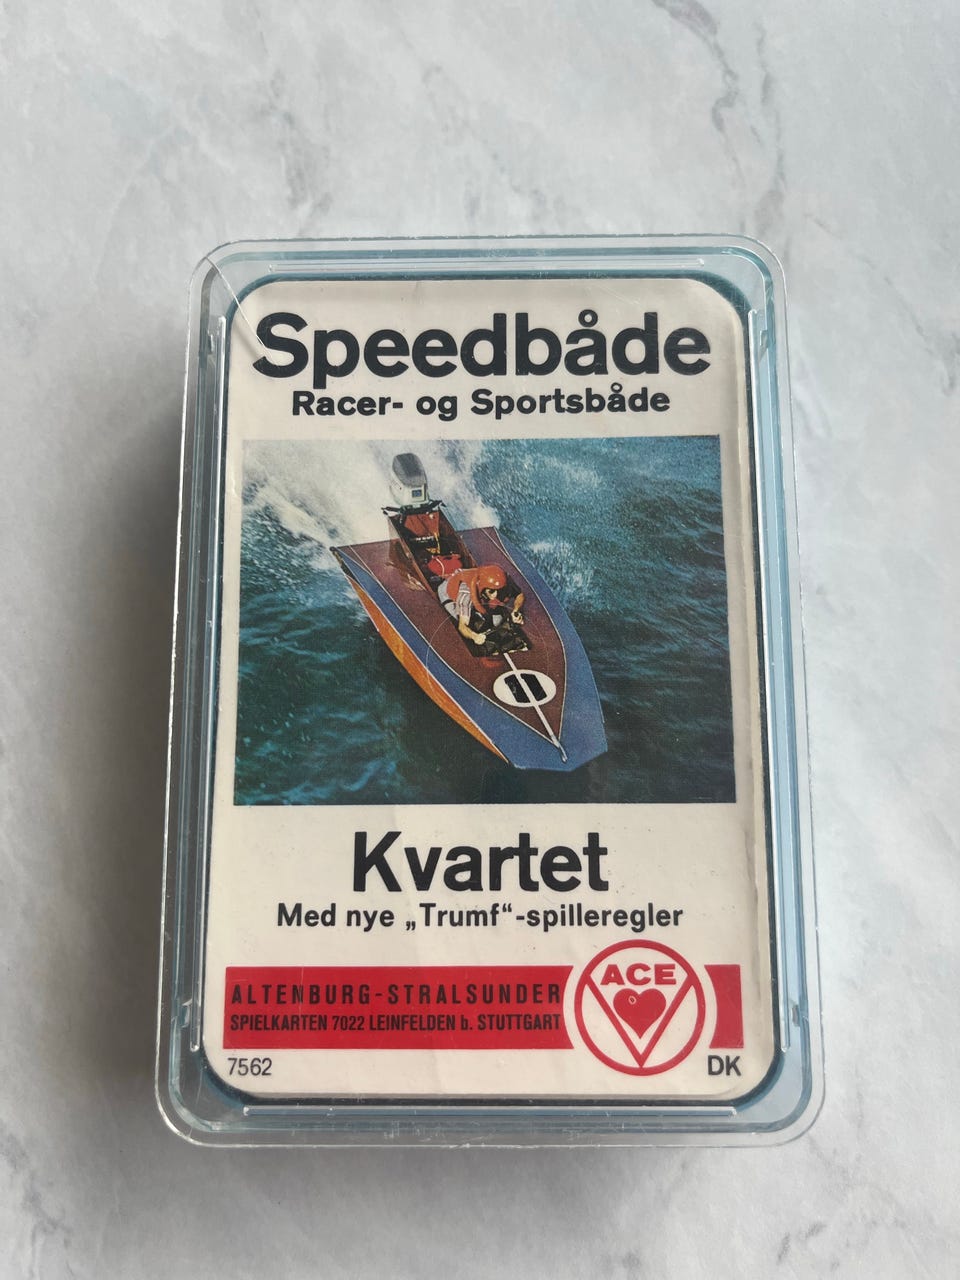 Speedbåde
Racer- og Sportsbåde
Kvartet
Med nye „Trumf“-spilleregler
ALTENBURG-STRALSUNDER
SPIELKARTEN 7022 LEINFELDEN b. STUTTGART
ACE
7562
DK